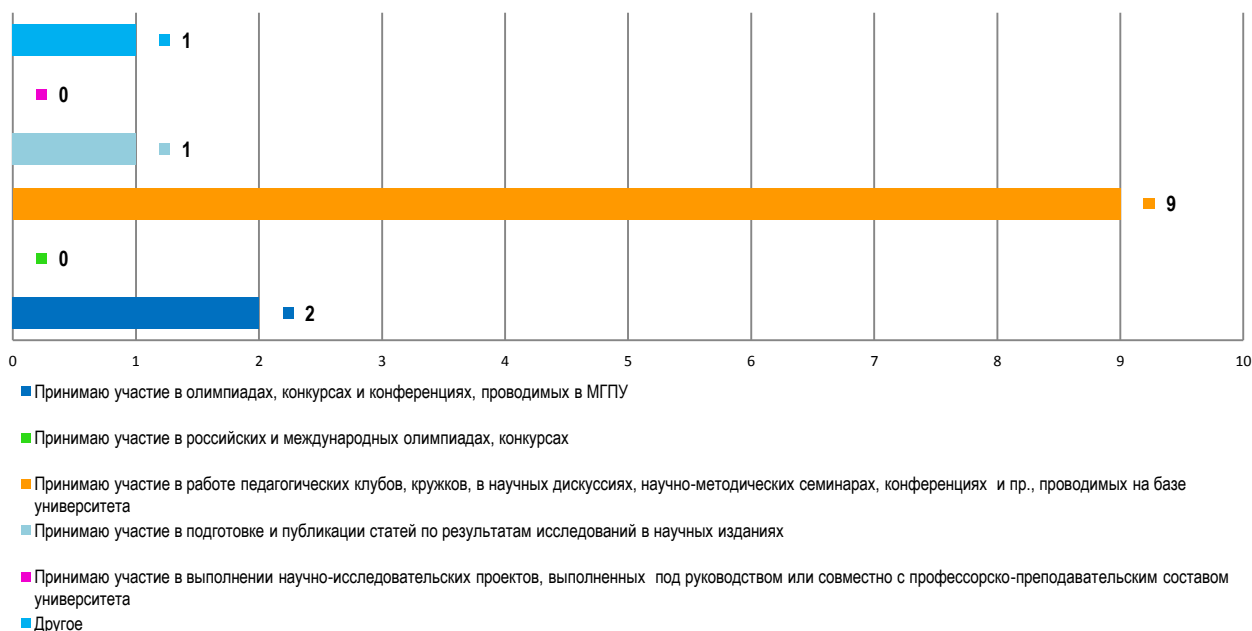 1
0
1
9
0
2
0 1 2 3 4 5 6 7 8 9 10
Принимаю участие в олимпиадах, конкурсах и конференциях, проводимых в МГПУ
Принимаю участие в российских и международных олимпиадах, конкурсах
Принимаю участие в работе педагогических клубов, кружков, в научных дискуссиях, научно-методических семинарах, конференциях и пр., проводимых на базе
университета
Принимаю участие в подготовке и публикации статей по результатам исследований в научных изданиях
Принимаю участие в выполнении научно-исследовательских проектов, выполненных под руководством или совместно с профессорско-преподавательским составом
университета
Другое